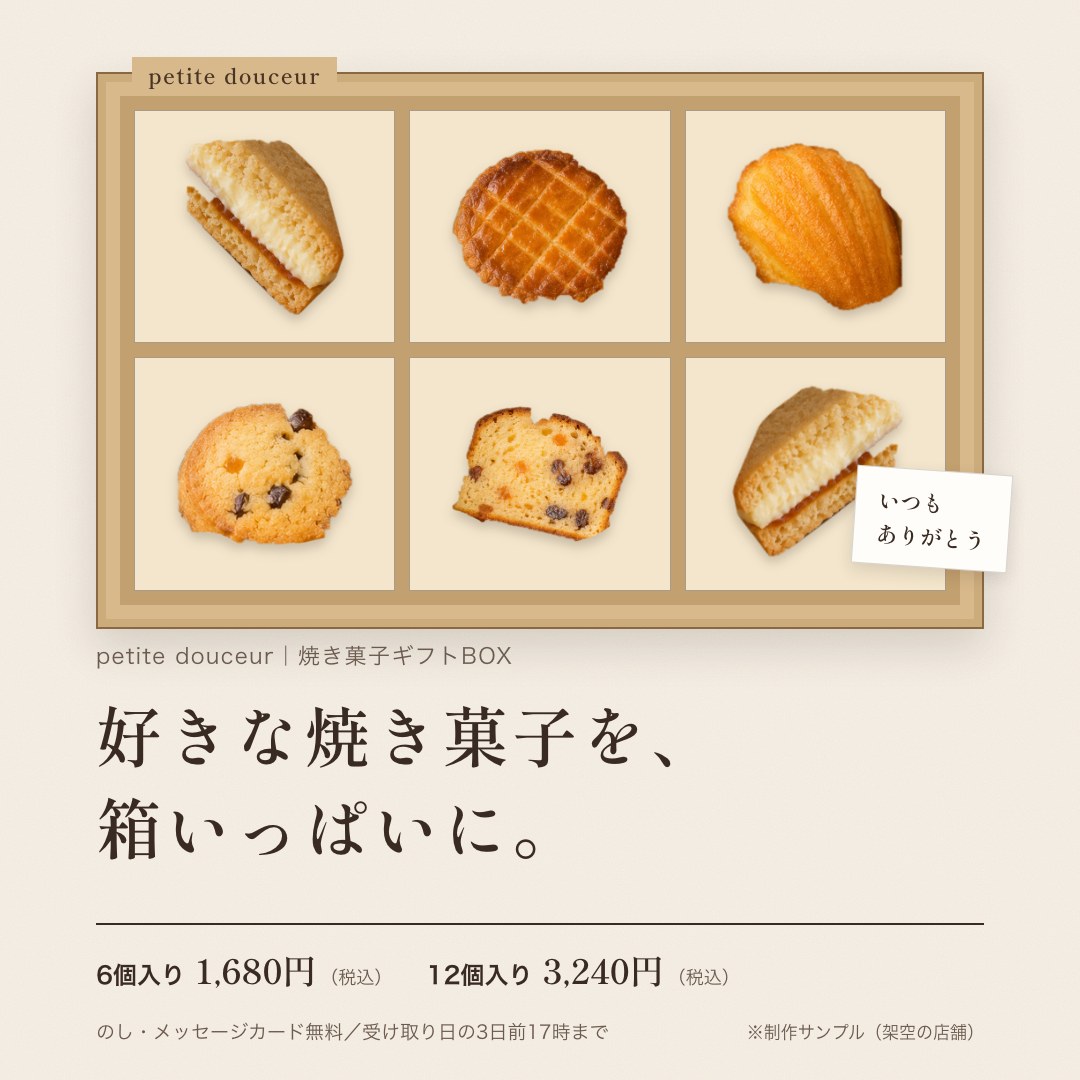 petite douceur
いつも
ありがとう
petite douceur｜焼き菓子ギフトBOX
好きな焼き菓子を、
箱いっぱいに。
6個入り 1,680円（税込） 12個入り 3,240円（税込）
のし・メッセージカード無料／受け取り日の3日前17時まで ※制作サンプル（架空の店舗）